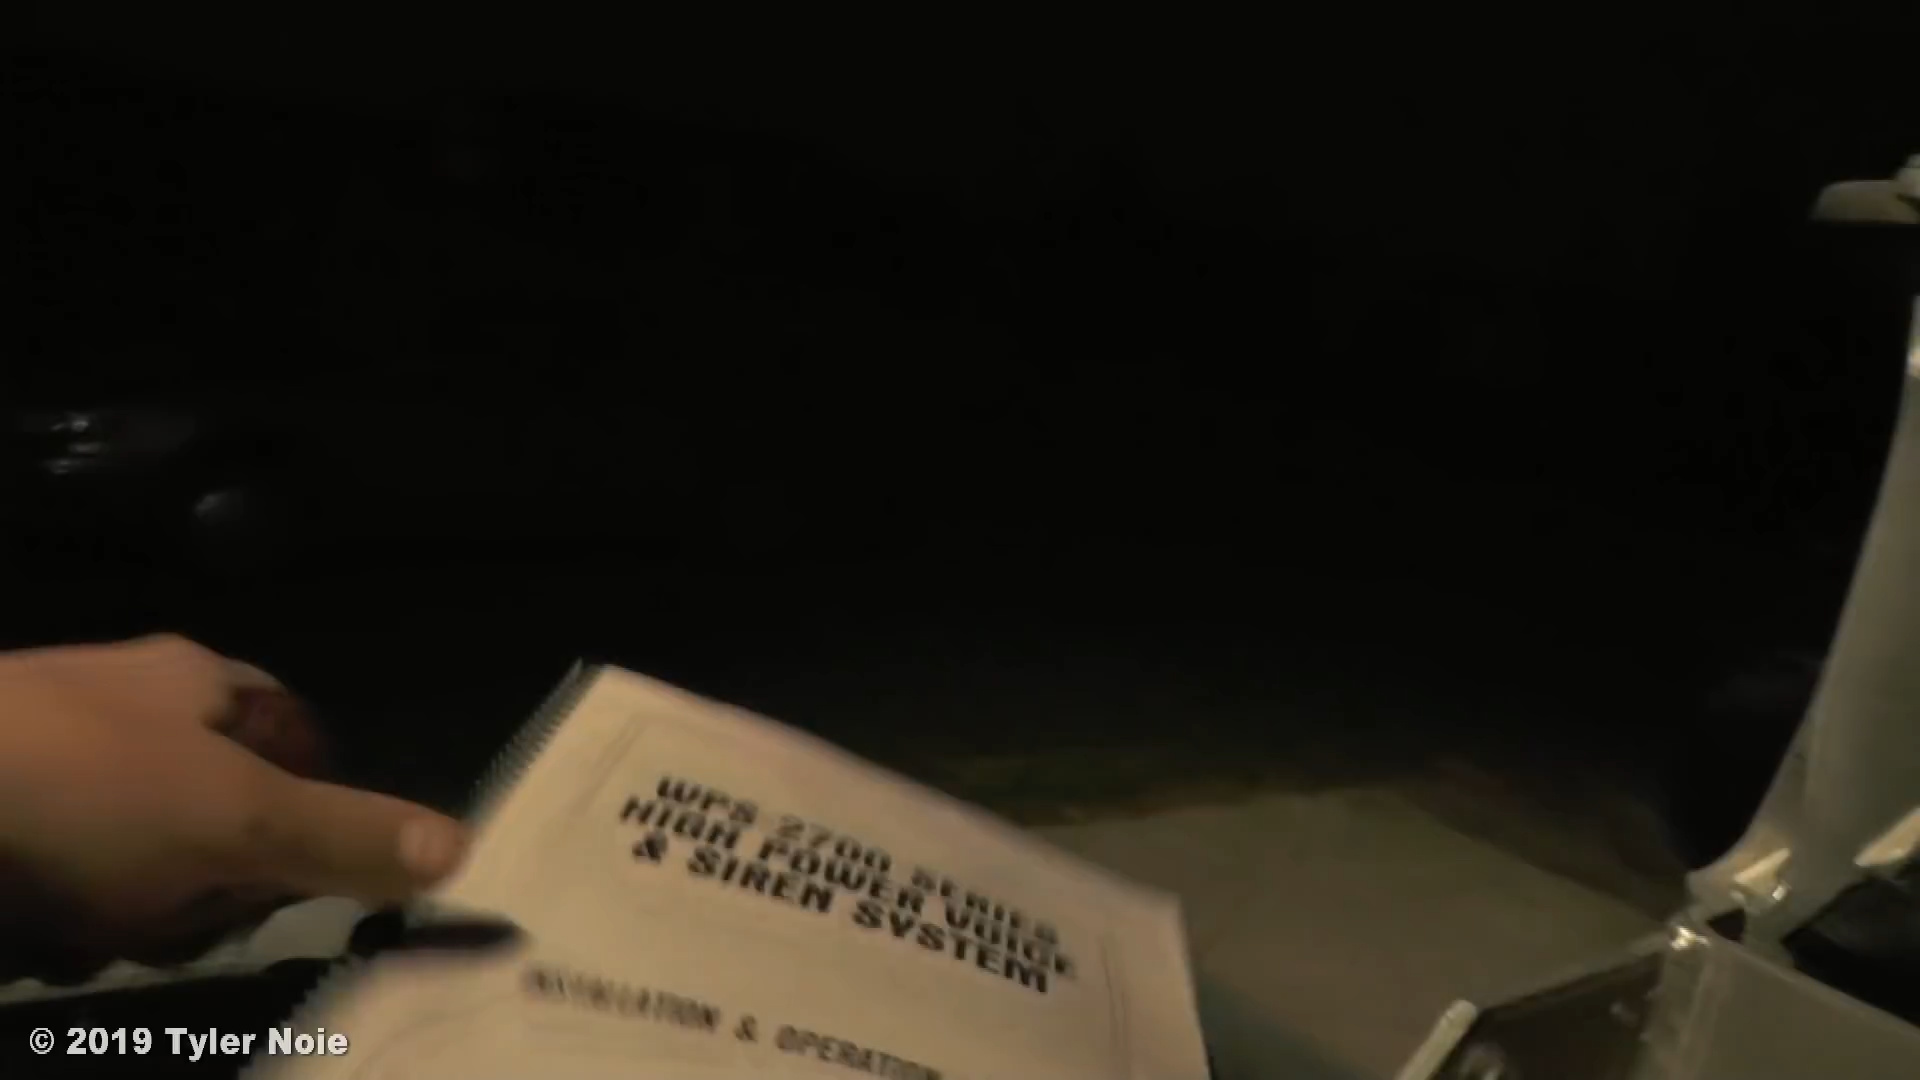 WPS 2700 SERIES
HIGH POWER VOICE
& SIREN SYSTEM
INSTALLATION & OPERATION
© 2019 Tyler Noie